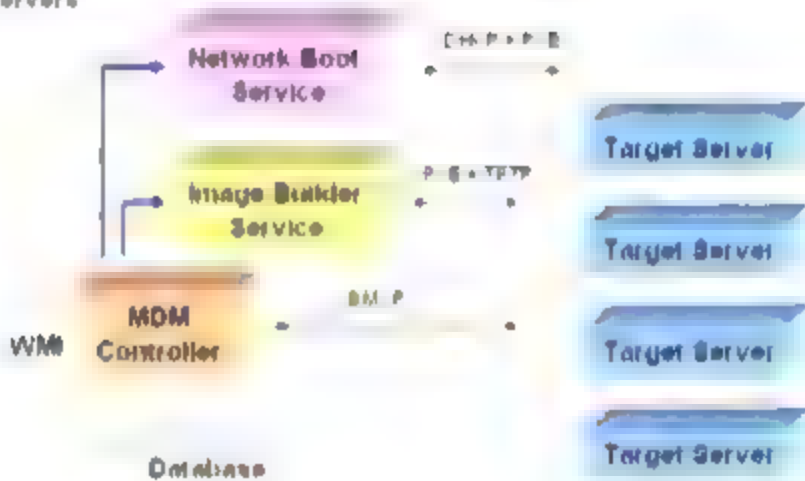 Network Boot
Service
Image Builder
Service
MDM
Controller
WMI
Database
Target Server
Target Server
Target Server
Target Server